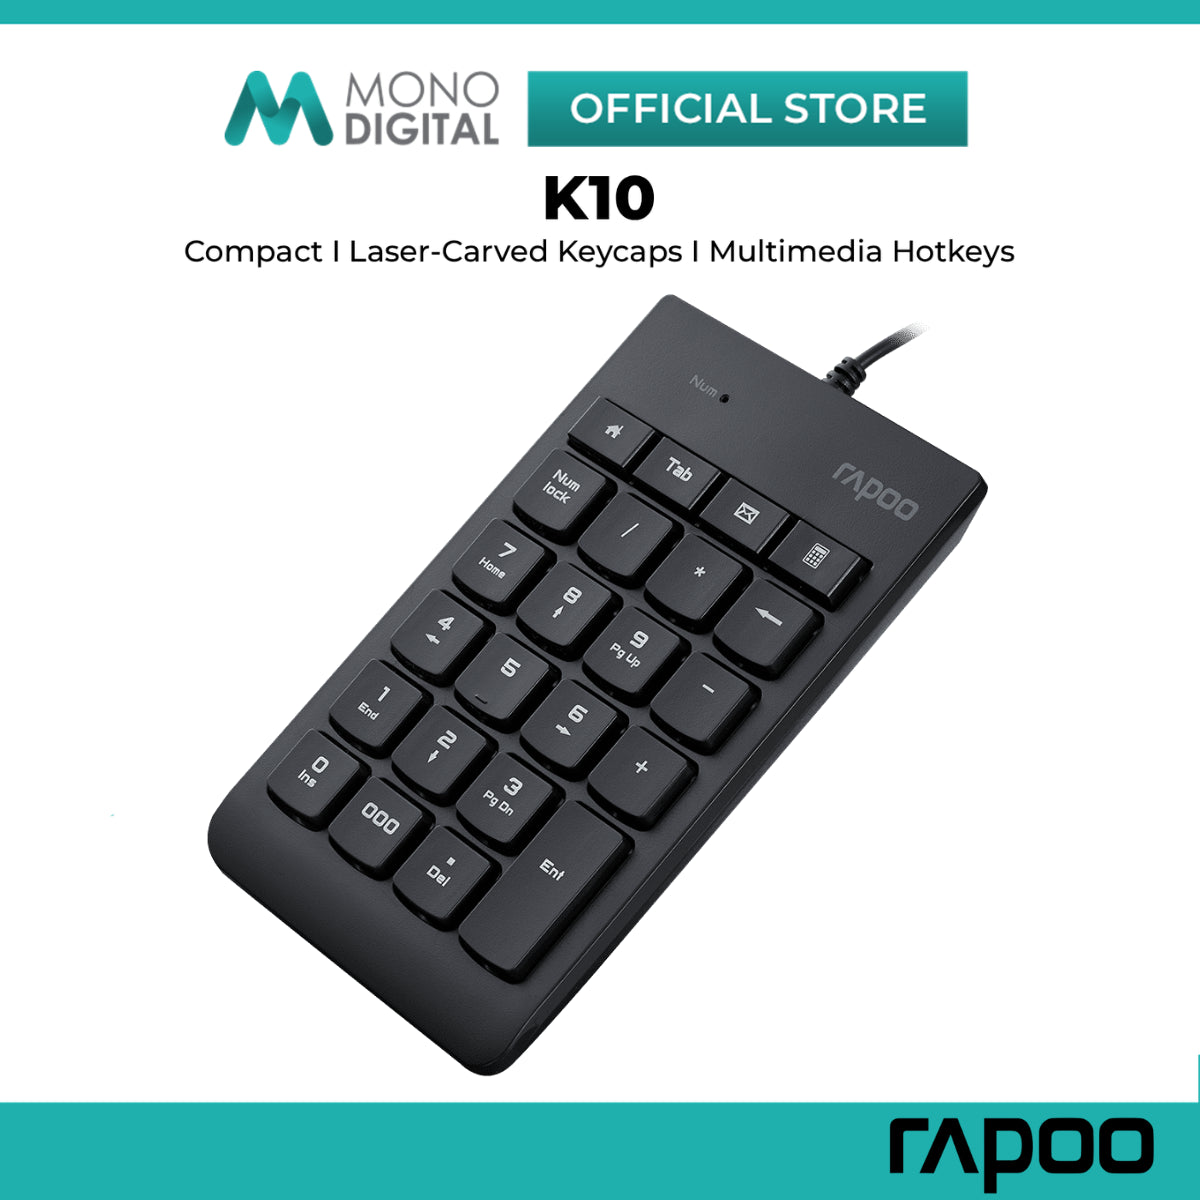 MONO
DIGITAL
OFFICIAL STORE
K10
Compact I Laser-Carved Keycaps I Multimedia Hotkeys
Num
rapoo
Tab
Num
lock
/
*
7
Home
8
9
Pg Up
-
4
5
6
+
1
End
2
3
Pg Dn
Ent
0
Ins
000
.
Del
rapoo